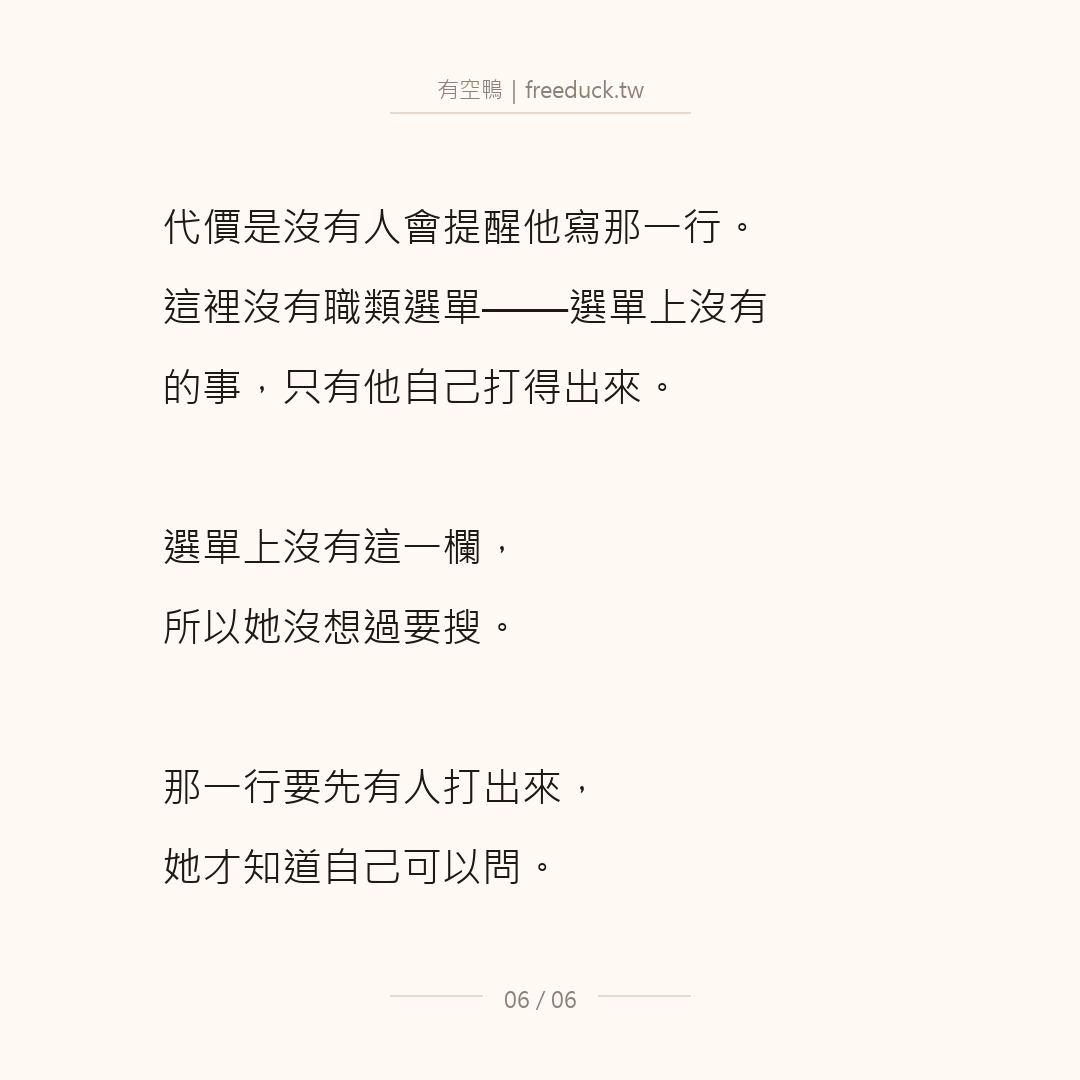 有空鴨 | freeduck.tw
代價是沒有人會提醒他寫那一行。
這裡沒有職類選單——選單上沒有
的事，只有他自己打得出來。
選單上沒有這一欄，
所以她沒想過要搜。
那一行要先有人打出來，
她才知道自己可以問。
06 / 06